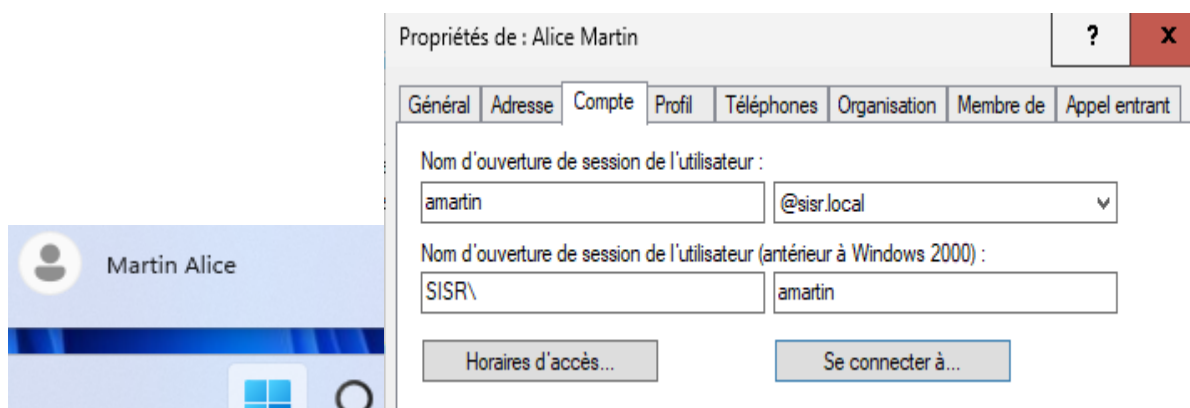 Propriétés de : Alice Martin
?
x
Général Adresse Compte Profil Téléphones Organisation Membre de Appel entrant
Nom d'ouverture de session de l'utilisateur :
amartin @sisr.local
Nom d'ouverture de session de l'utilisateur (antérieur à Windows 2000) :
SISR\ amartin
Horaires d'accès... Se connecter à...
Martin Alice